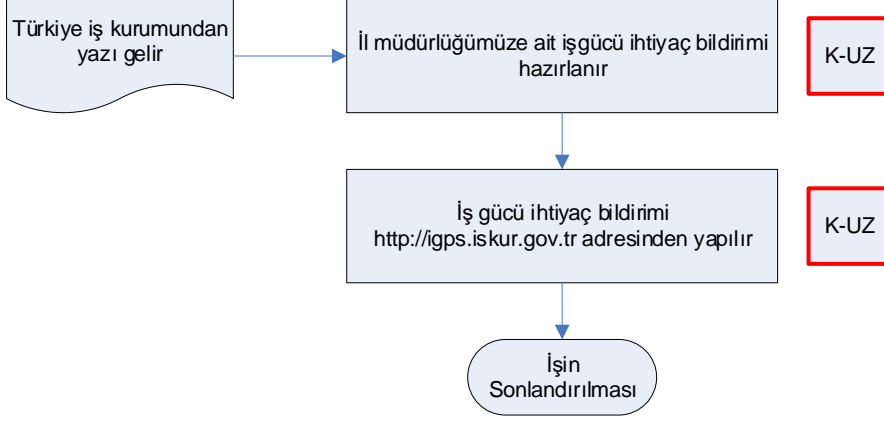 Türkiye iş kurumundan
yazı gelir
İl müdürlüğümüze ait işgücü ihtiyaç bildirimi
hazırlanır
K-UZ
İş gücü ihtiyaç bildirimi
http://igps.iskur.gov.tr adresinden yapılır
K-UZ
İşin
Sonlandırılması